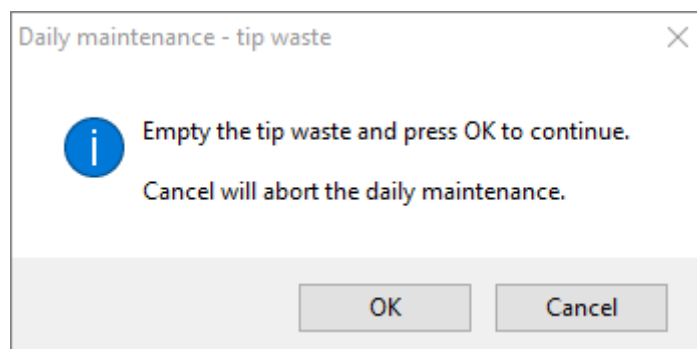 Daily maintenance - tip waste
Empty the tip waste and press OK to continue.
Cancel will abort the daily maintenance.
OK
Cancel